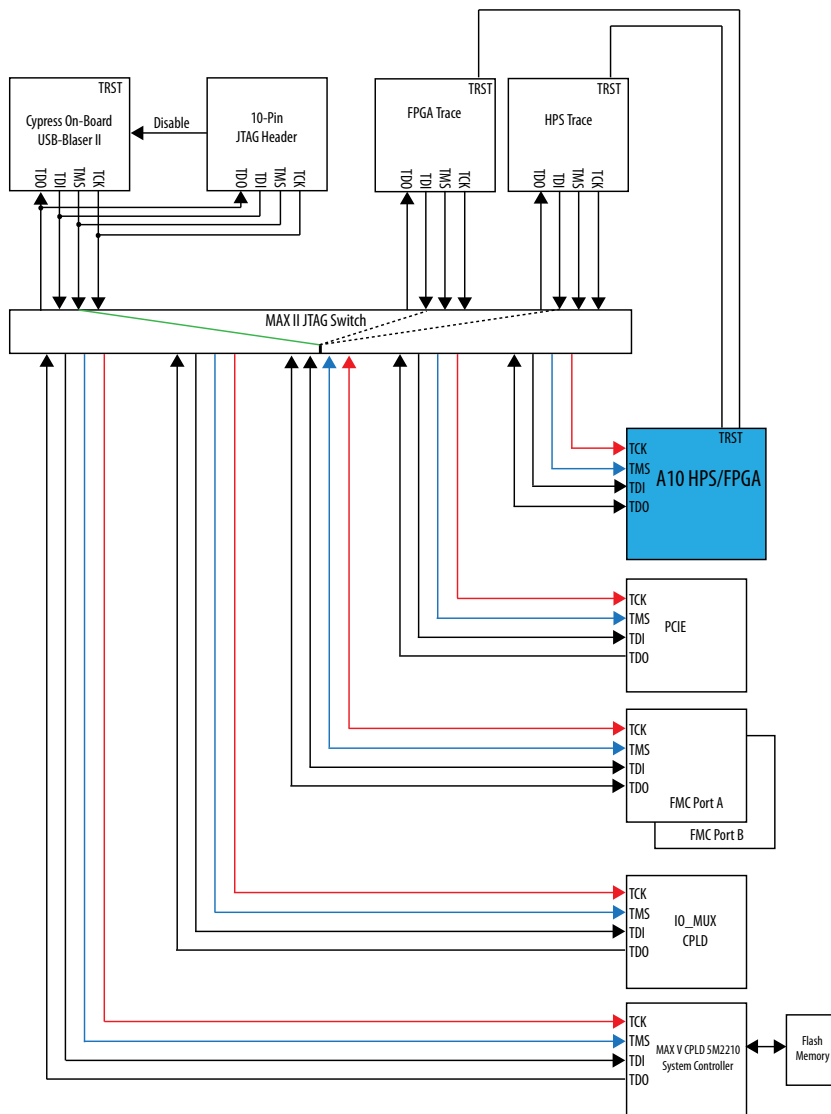 TRST
Cypress On-Board
USB-Blaser II
TDO
TDI
TMS
TCK
Disable
10-Pin
JTAG Header
TDO
TDI
TMS
TCK
TRST
FPGA Trace
TDO
TDI
TMS
TCK
TRST
HPS Trace
TDO
TDI
TMS
TCK
MAX II JTAG Switch
TRST
TCK
TMS
A10 HPS/FPGA
TDI
TDO
TCK
TMS
PCIE
TDI
TDO
TCK
TMS
TDI
TDO
FMC Port A
FMC Port B
TCK
TMS
IO_MUX
CPLD
TDI
TDO
TCK
TMS
MAX V CPLD 5M2210
System Controller
TDI
TDO
Flash
Memory